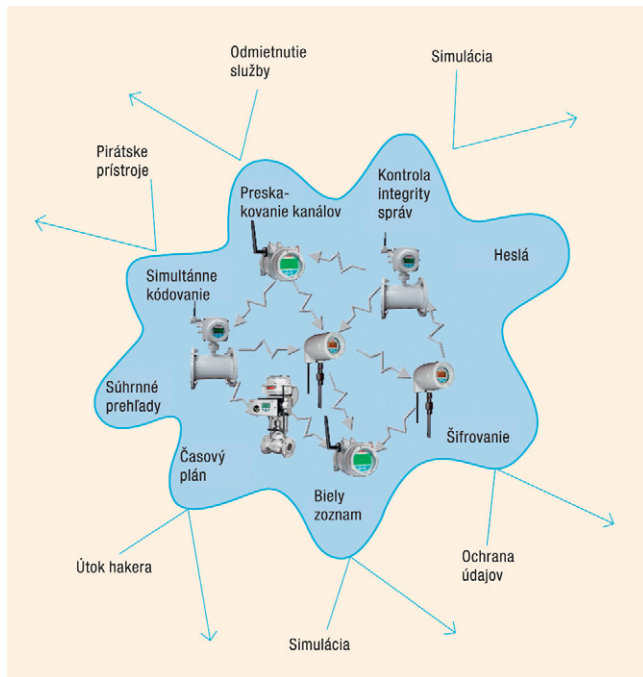 Odmietnutie
služby
Simulácia
Pirátske
prístroje
Preska-
kovanie kanálov
Kontrola
integrity
správ
Heslá
Simultánne
kódovanie
Súhrnné
prehľady
Časový
plán
Biely
zoznam
Šifrovanie
Útok hakera
Ochrana
údajov
Simulácia